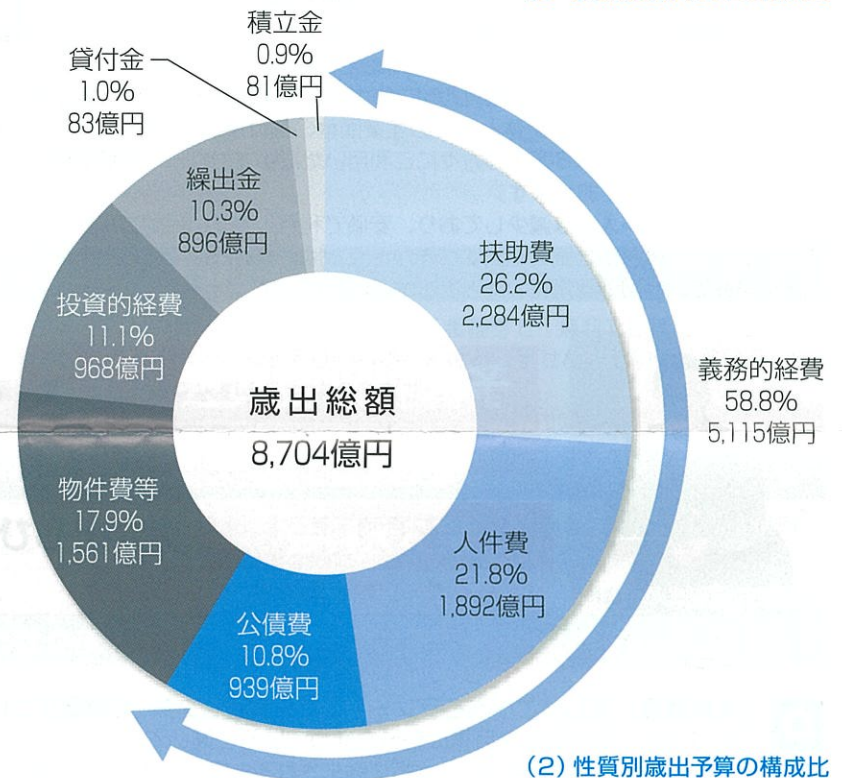 積立金
0.9%
81億円
貸付金
1.0%
83億円
繰出金
10.3%
896億円
投資的経費
11.1%
968億円
扶助費
26.2%
2,284億円
義務的経費
58.8%
5,115億円
歳出総額
8,704億円
物件費等
17.9%
1,561億円
人件費
21.8%
1,892億円
公債費
10.8%
939億円
(2)性質別歳出予算の構成比